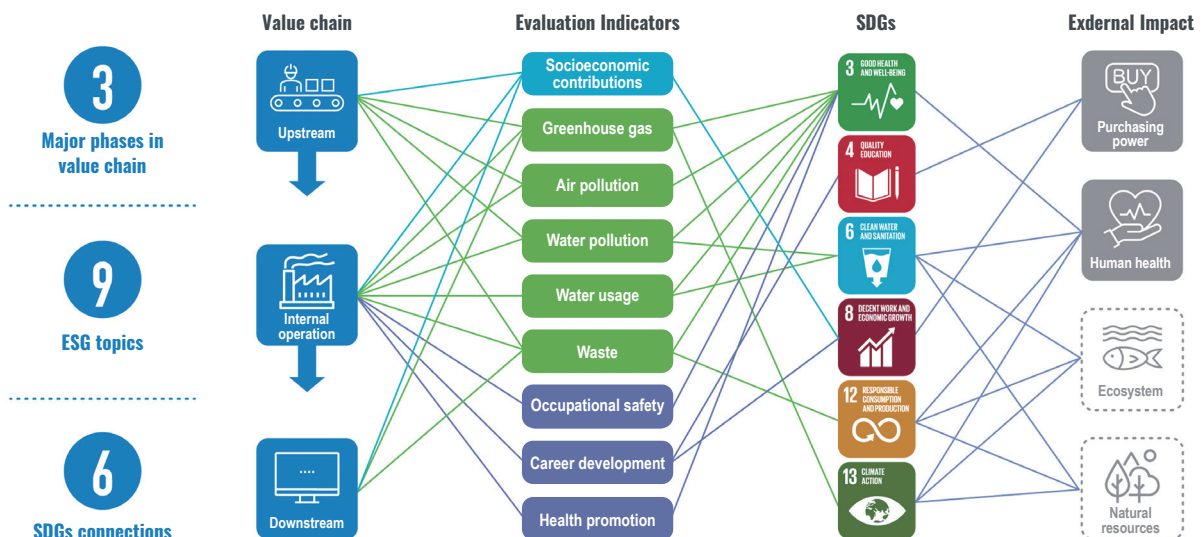 Value chain
Evaluation Indicators
SDGs
Exdernal Impact
3
Major phases in
value chain
9
ESG topics
6
SDGs connections
Upstream
Internal
operation
Downstream
Socioeconomic
contributions
Greenhouse gas
Air pollution
Water pollution
Water usage
Waste
Occupational safety
Career development
Health promotion
3 GOOD HEALTH
AND WELL-BEING
4 QUALITY
EDUCATION
6 CLEAN WATER
AND SANITATION
8 DECENT WORK AND
ECONOMIC GROWTH
12 RESPONSIBLE
CONSUMPTION
AND PRODUCTION
13 CLIMATE
ACTION
BUY
Purchasing
power
Human health
Ecosystem
Natural
resources